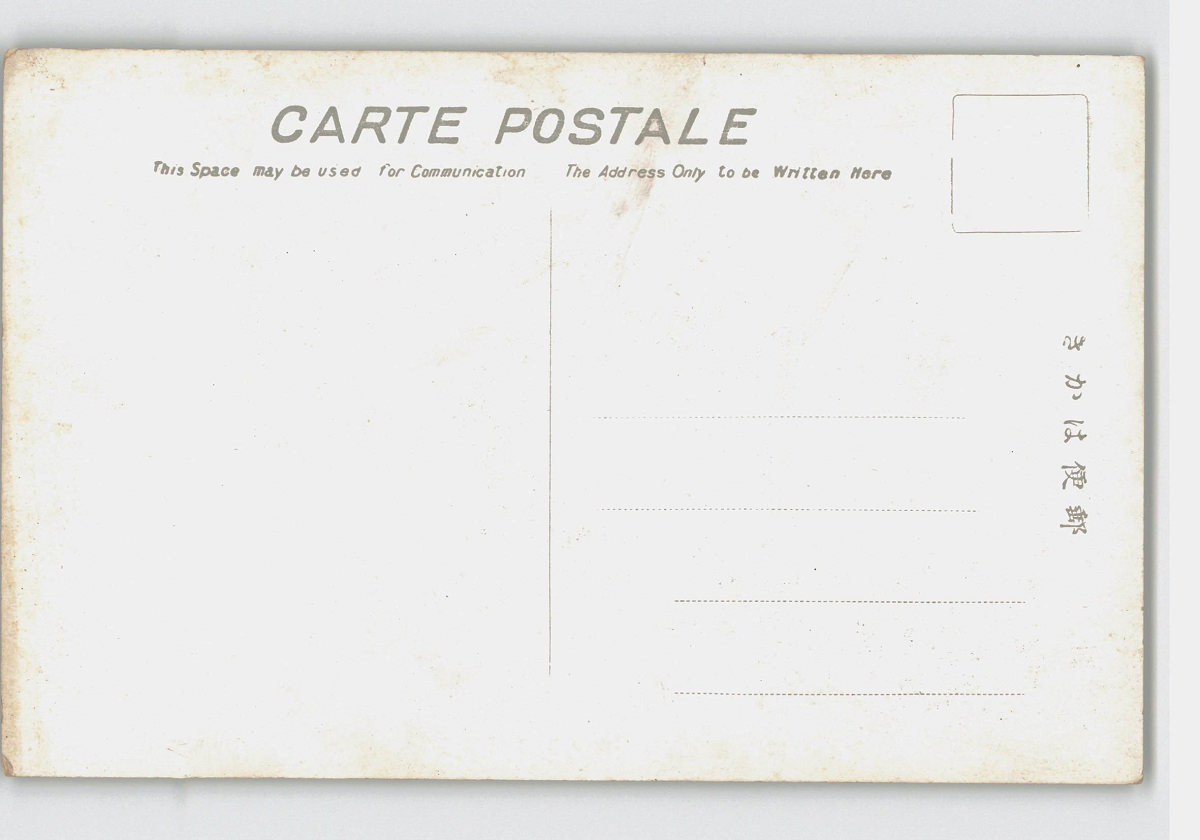 CARTE POSTALE
This Space may be used for Communication
The Address Only to be Written Here
きかは便郵